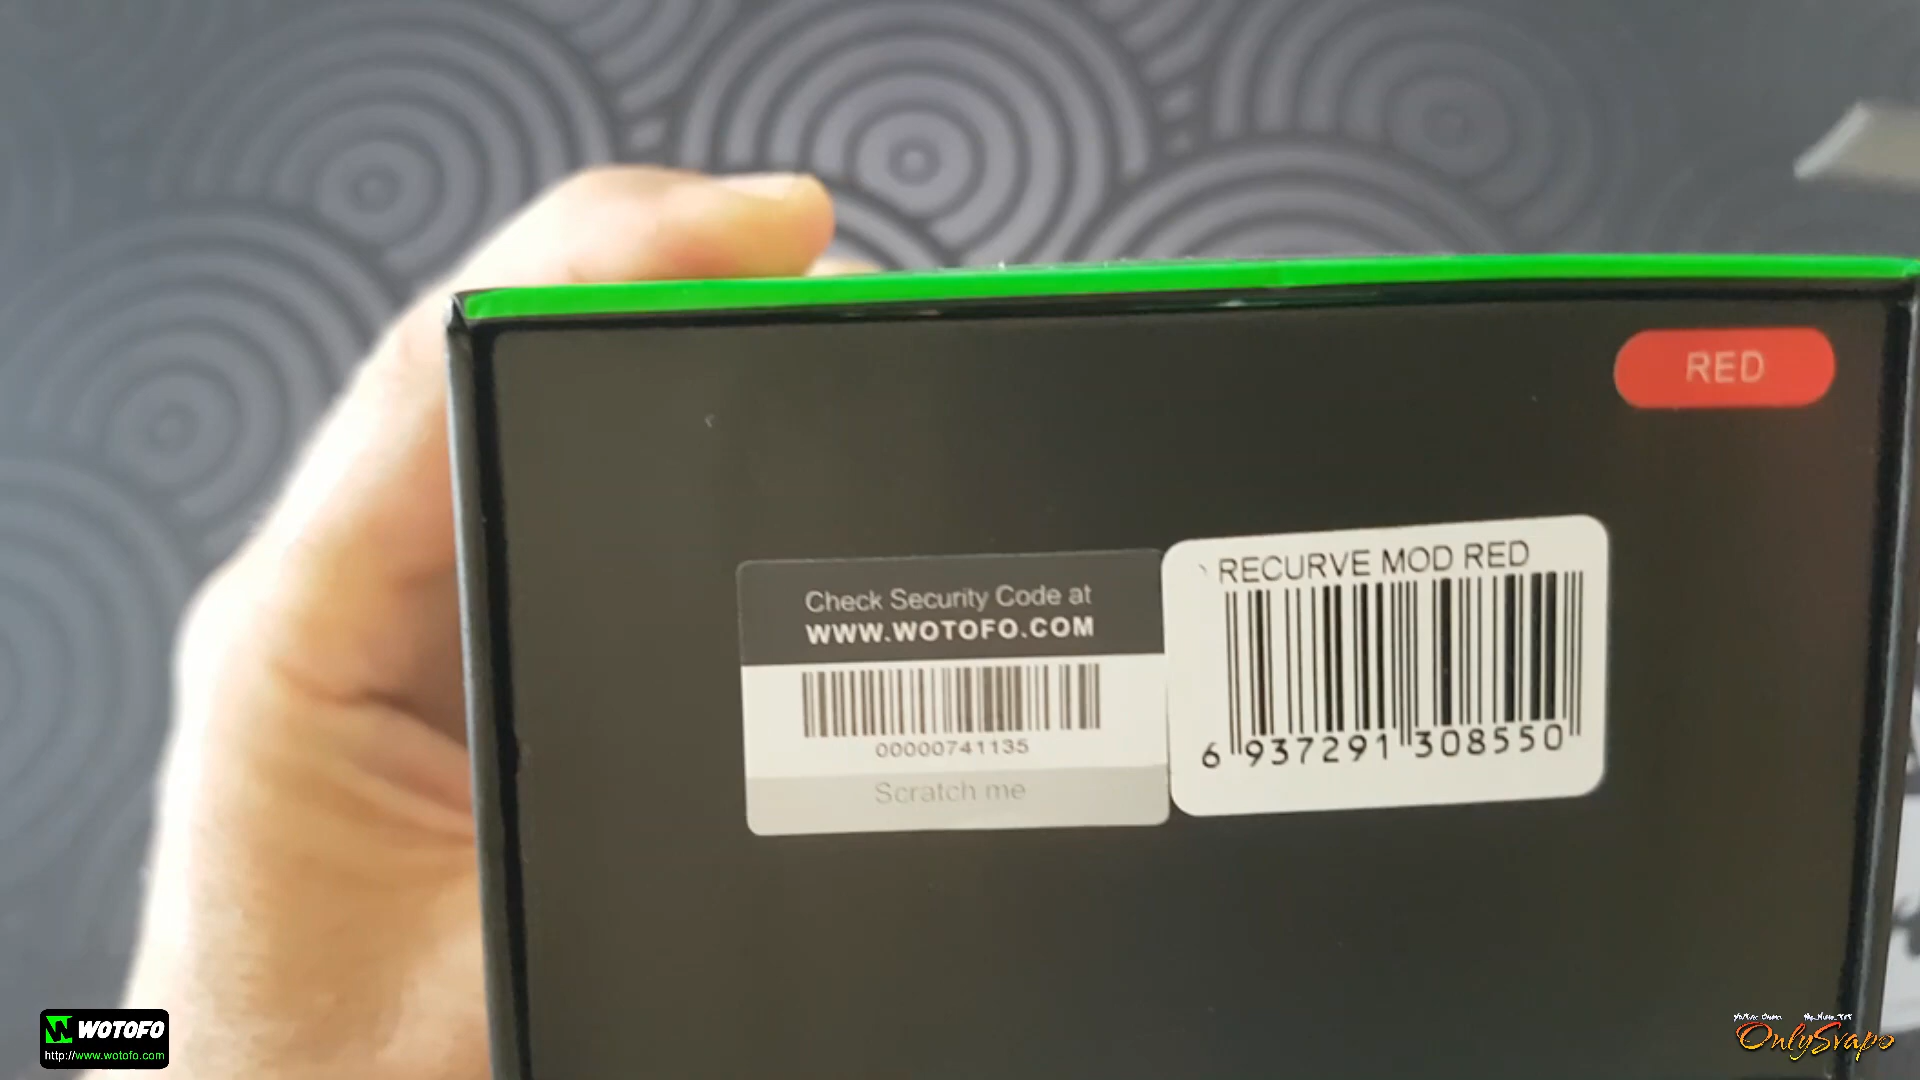 RED
Check Security Code at
WWW.WOTOFO.COM
00000741135
Scratch me
RECURVE MOD RED
6 937291 308550
WOTOFO
http://www.wotofo.com
OnlySvapo